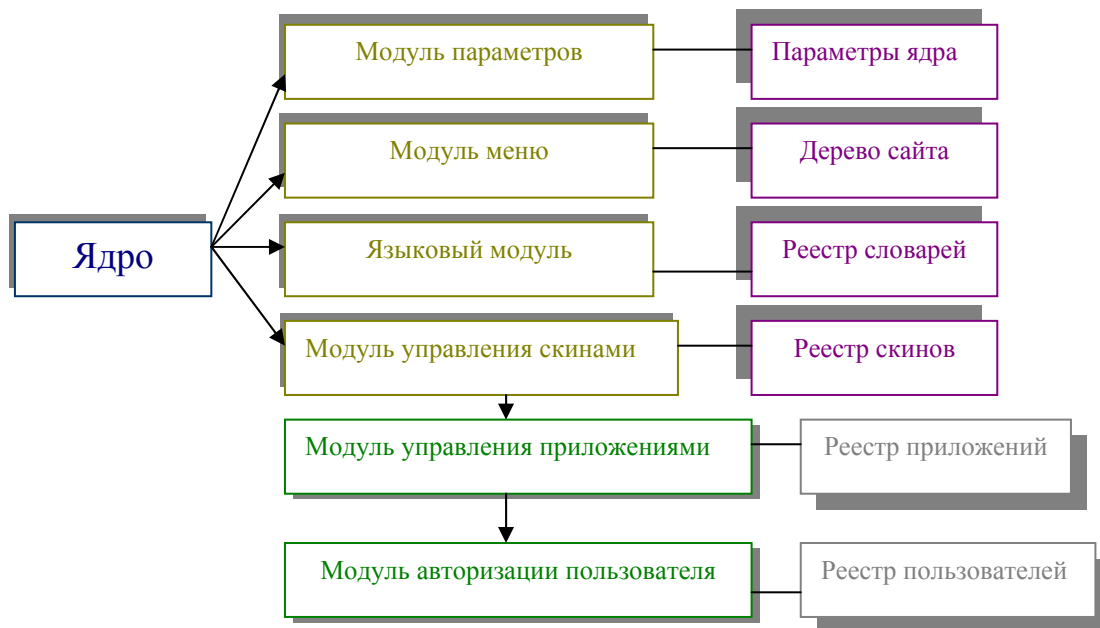 Модуль параметров
Параметры ядра
Модуль меню
Дерево сайта
Ядро
Языковый модуль
Реестр словарей
Модуль управления скинами
Реестр скинов
Модуль управления приложениями
Реестр приложений
Модуль авторизации пользователя
Реестр пользователей